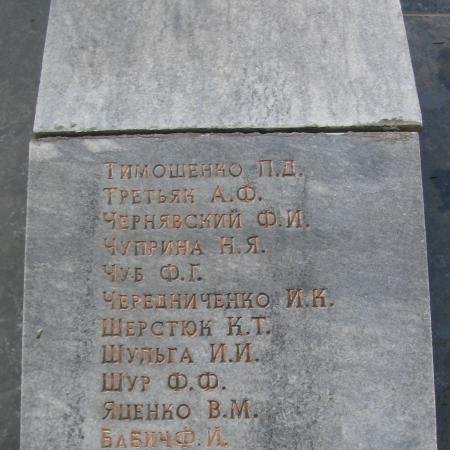 Тимошенко П.Д.
Третьяк А.Ф.
Чернявский Ф.И.
Чуприна Н.Я.
Чуб Ф.Г.
Чередниченко И.К.
Шерстюк К.Т.
Шульга И.И.
Шур Ф.Ф.
Яценко В.М.
Бабич Ф.И.